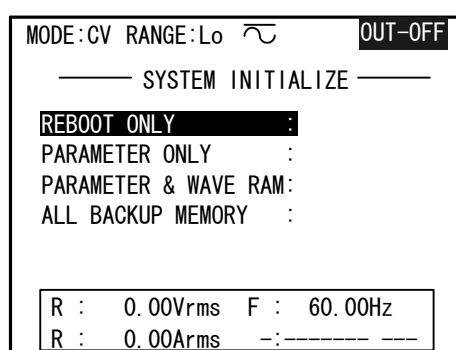 MODE:CV RANGE:Lo OUT-OFF
SYSTEM INITIALIZE
REBOOT ONLY :
PARAMETER ONLY :
PARAMETER & WAVE RAM:
ALL BACKUP MEMORY :
R : 0.00Vrms F : 60.00Hz
R : 0.00Arms -:------- ---